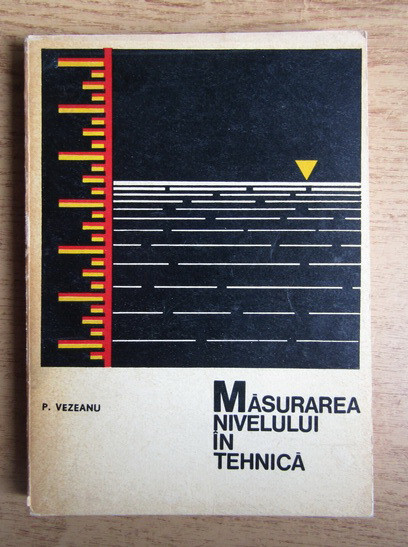 P. VEZEANU
MĂSURAREA
NIVELULUI
ÎN
TEHNICĂ